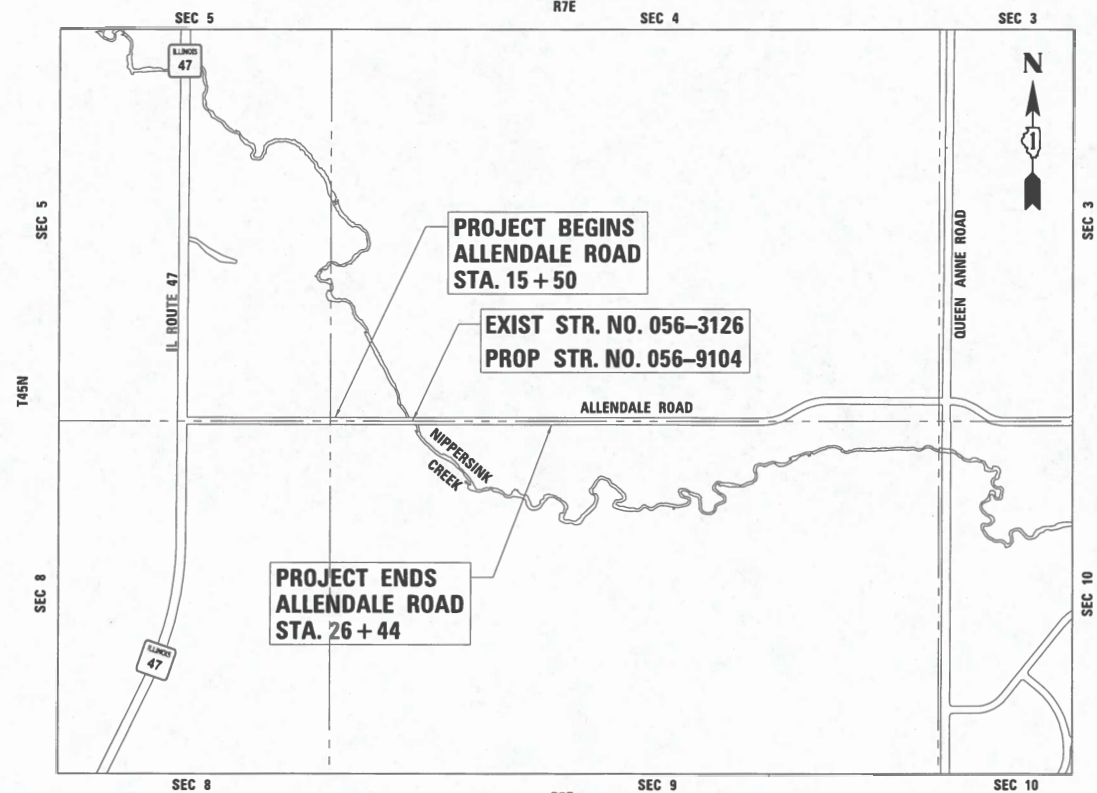 R7E
SEC 5
SEC 4
SEC 3
ILLINOIS
47
N
1
SEC 5
SEC 3
QUEEN ANNE ROAD
PROJECT BEGINS
ALLENDALE ROAD
STA. 15+50
IL ROUTE 47
EXIST STR. NO. 056-3126
PROP STR. NO. 056-9104
T45N
ALLENDALE ROAD
NIPPERSINK
CREEK
PROJECT ENDS
ALLENDALE ROAD
STA. 26+44
SEC 8
SEC 10
ILLINOIS
47
SEC 8
SEC 9
SEC 10